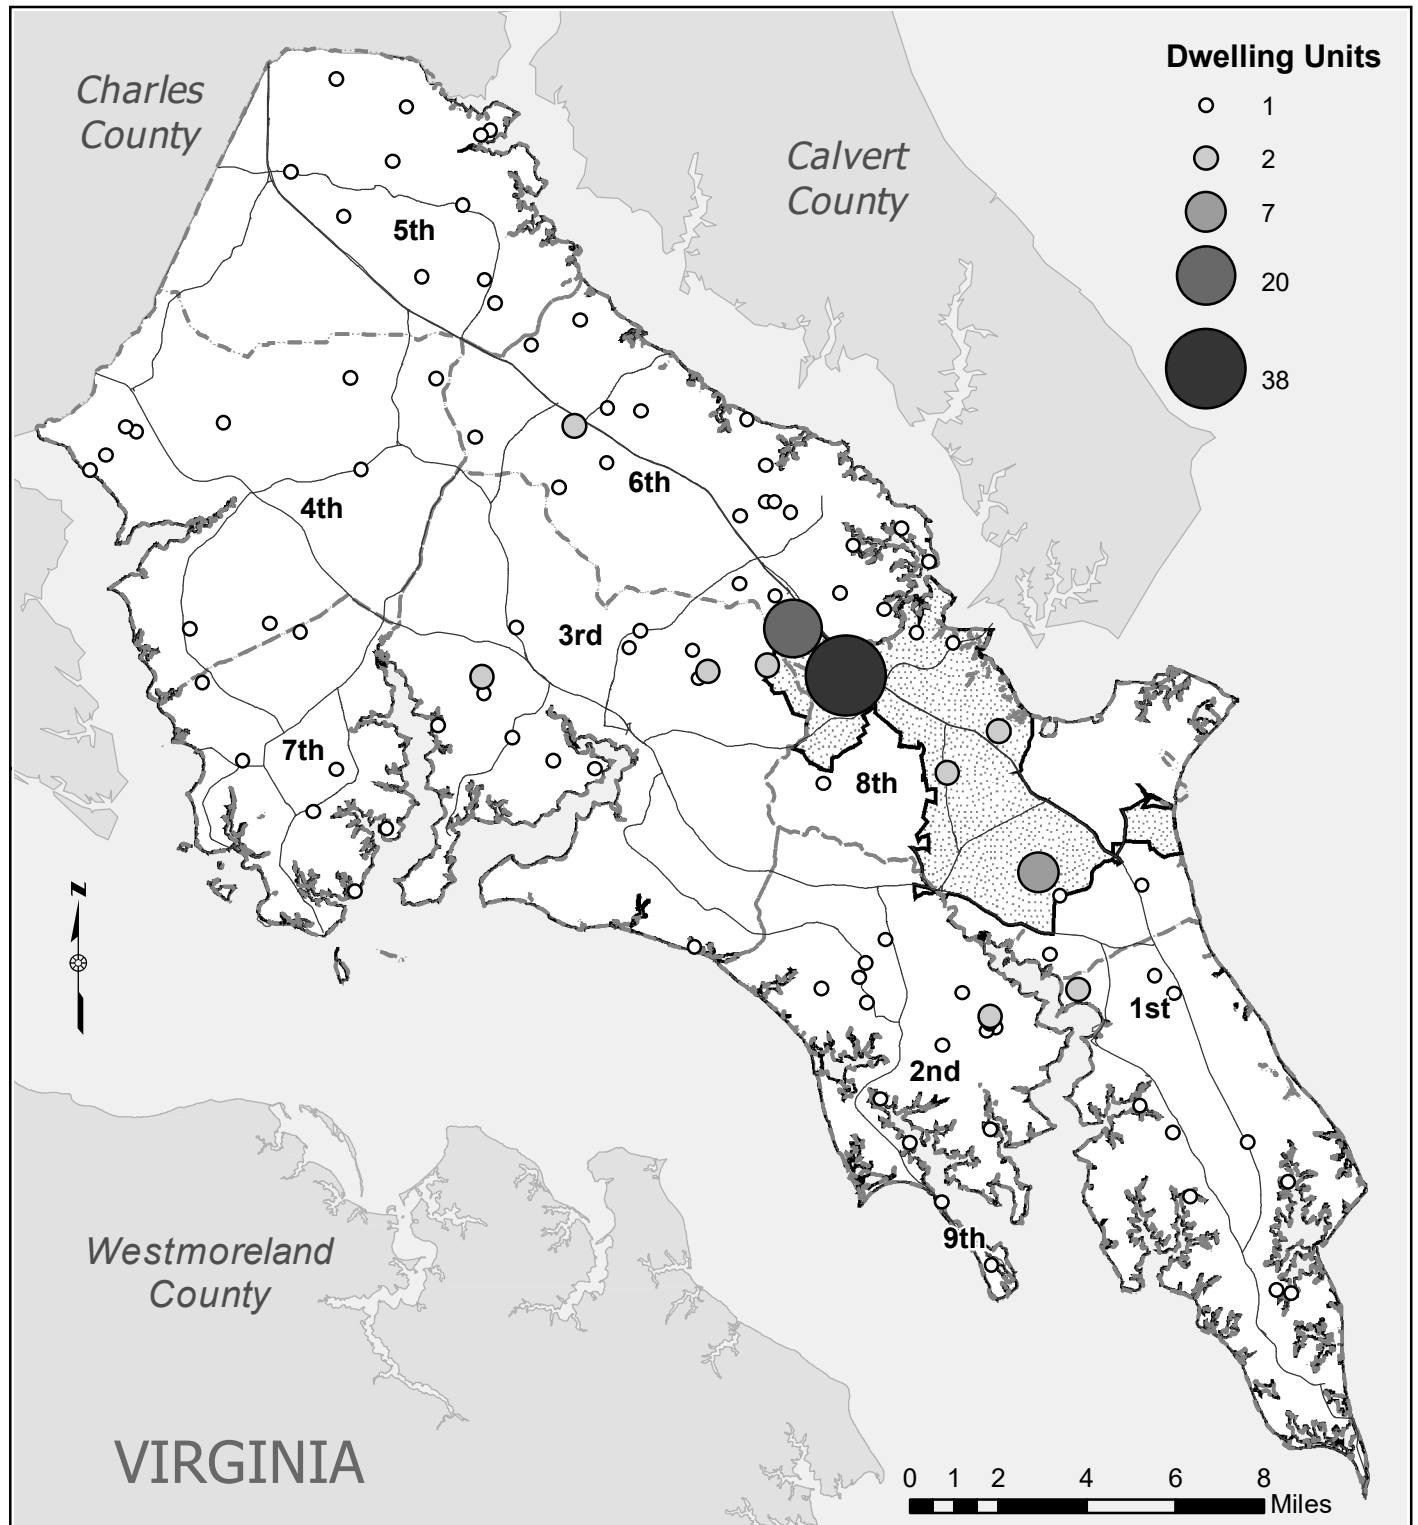 Dwelling Units
1
2
7
20
38
Charles
County
Calvert
County
5th
6th
4th
3rd
7th
8th
N
1st
2nd
9th
Westmoreland
County
VIRGINIA
0 1 2 4 6 8
Miles